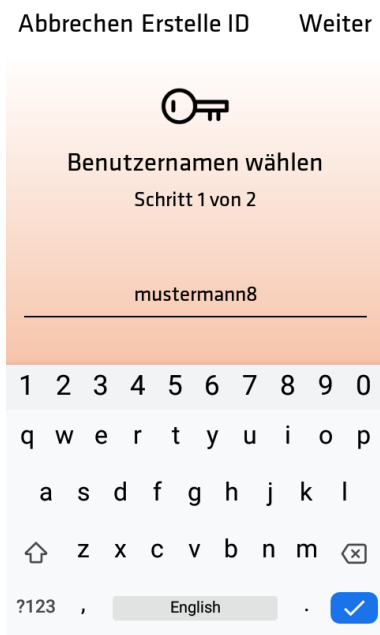 Abbrechen Erstelle ID Weiter
Benutzernamen wählen
Schritt 1 von 2
mustermann8
1 2 3 4 5 6 7 8 9 0
q w e r t y u i o p
a s d f g h j k l
z x c v b n m
?123 , English .